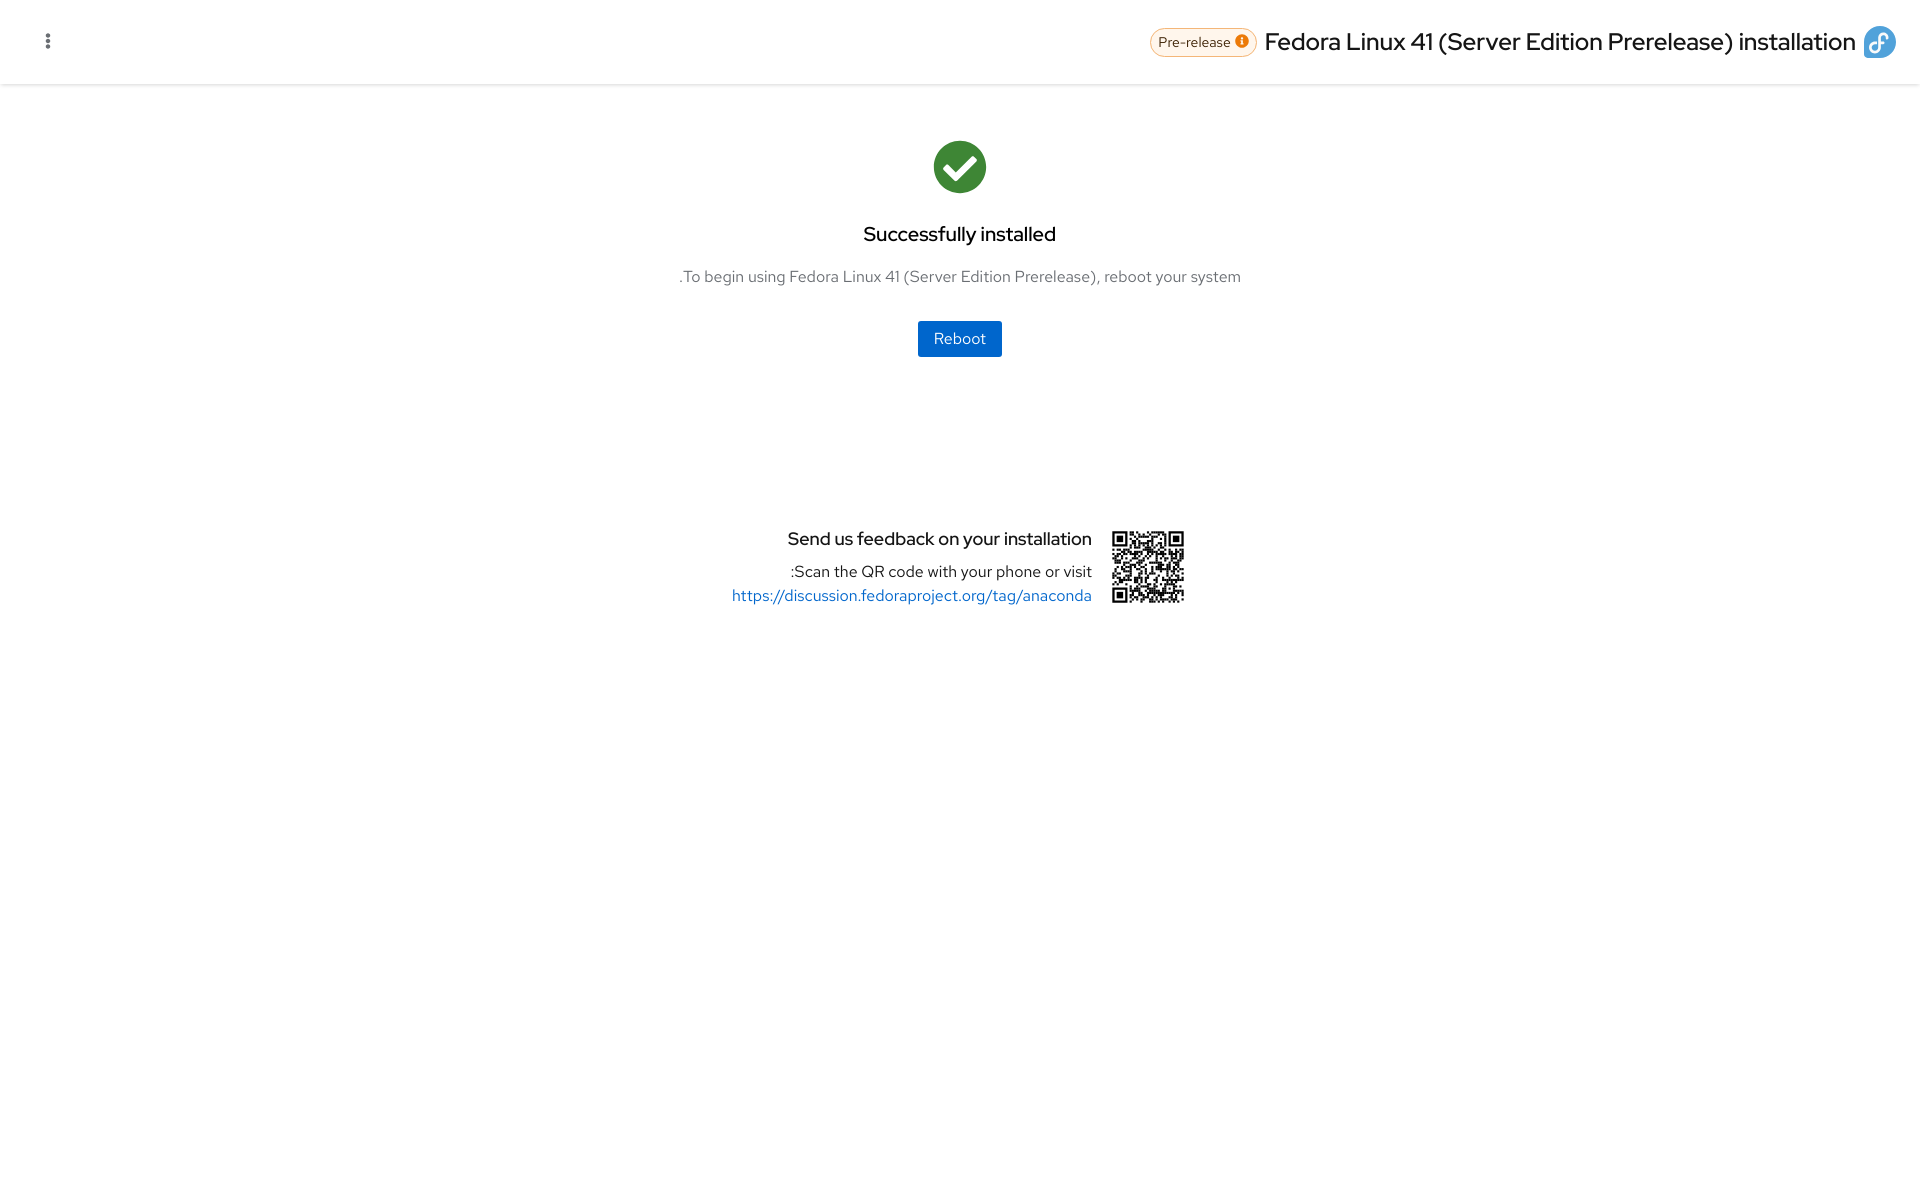 Fedora Linux 41 (Server Edition Prerelease) installation
Pre-release
Successfully installed
.To begin using Fedora Linux 41 (Server Edition Prerelease), reboot your system
Reboot
Send us feedback on your installation
:Scan the QR code with your phone or visit
https://discussion.fedoraproject.org/tag/anaconda